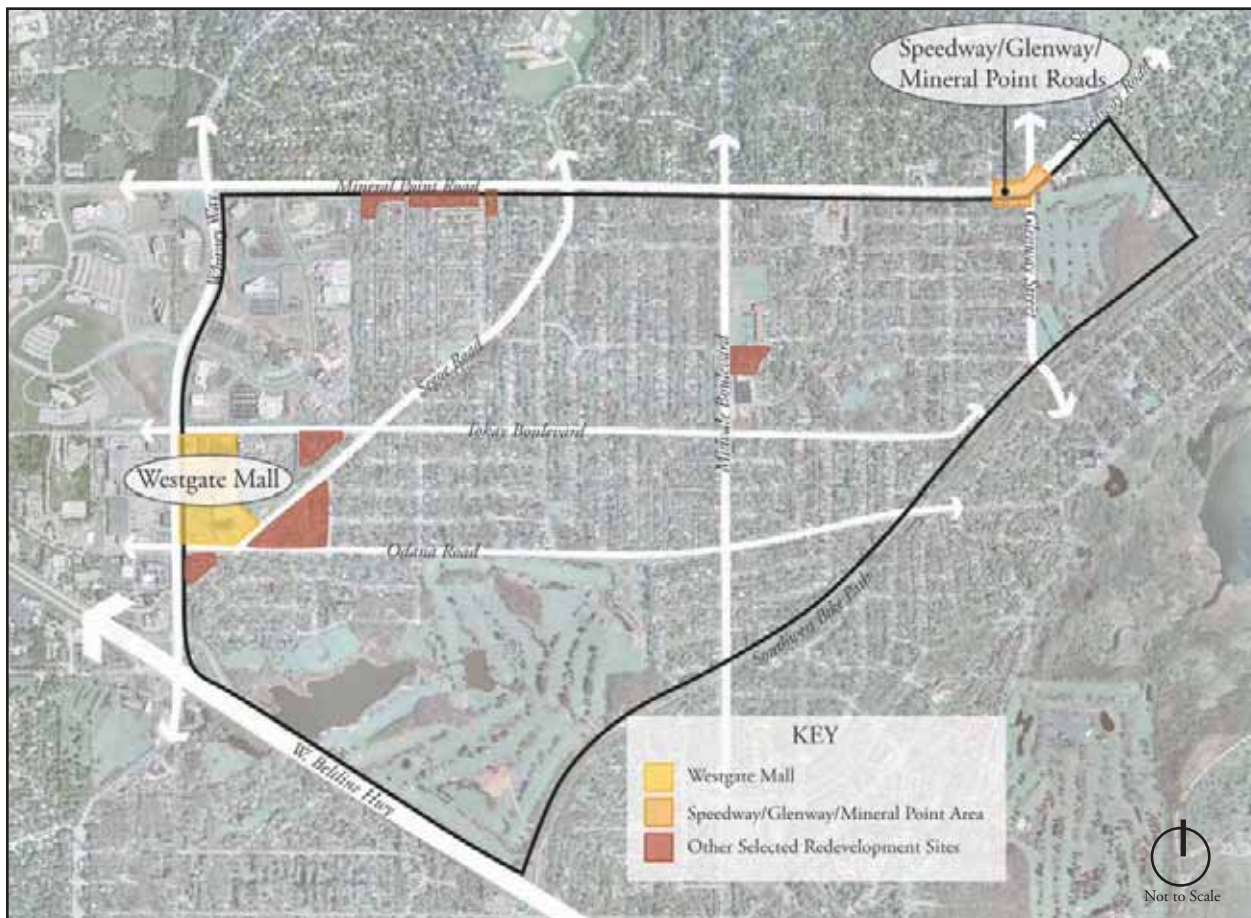 Speedway/Glenway/
Mineral Point Roads
Speedway Road
Mineral Point Road
Whitney Way
Glenway Street
Segoe Road
Midvale Boulevard
Tokay Boulevard
Westgate Mall
Odana Road
Southwest Bike Path
W. Beltline Hwy
KEY
Westgate Mall
Speedway/Glenway/Mineral Point Area
Other Selected Redevelopment Sites
Not to Scale